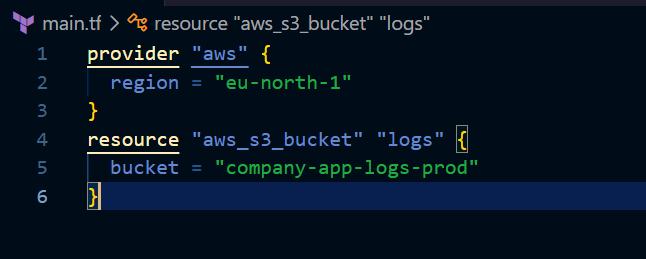 main.tf > resource "aws_s3_bucket" "logs"
1 provider "aws" {
2 region = "eu-north-1"
3 }
4 resource "aws_s3_bucket" "logs" {
5 bucket = "company-app-logs-prod"
6 }